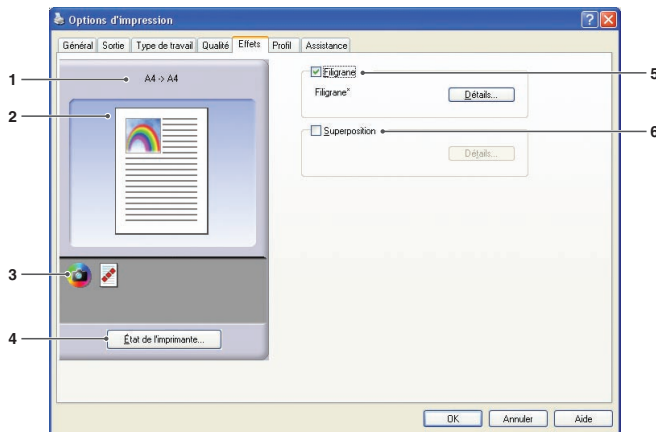 Options d'impression
Général Sortie Type de travail Qualité Effets Profil Assistance
1
A4 -> A4
2
3
4
État de l'imprimante...
Filigrane
5
Filigrane*
Détails...
Superposition
6
Détails...
OK Annuler Aide